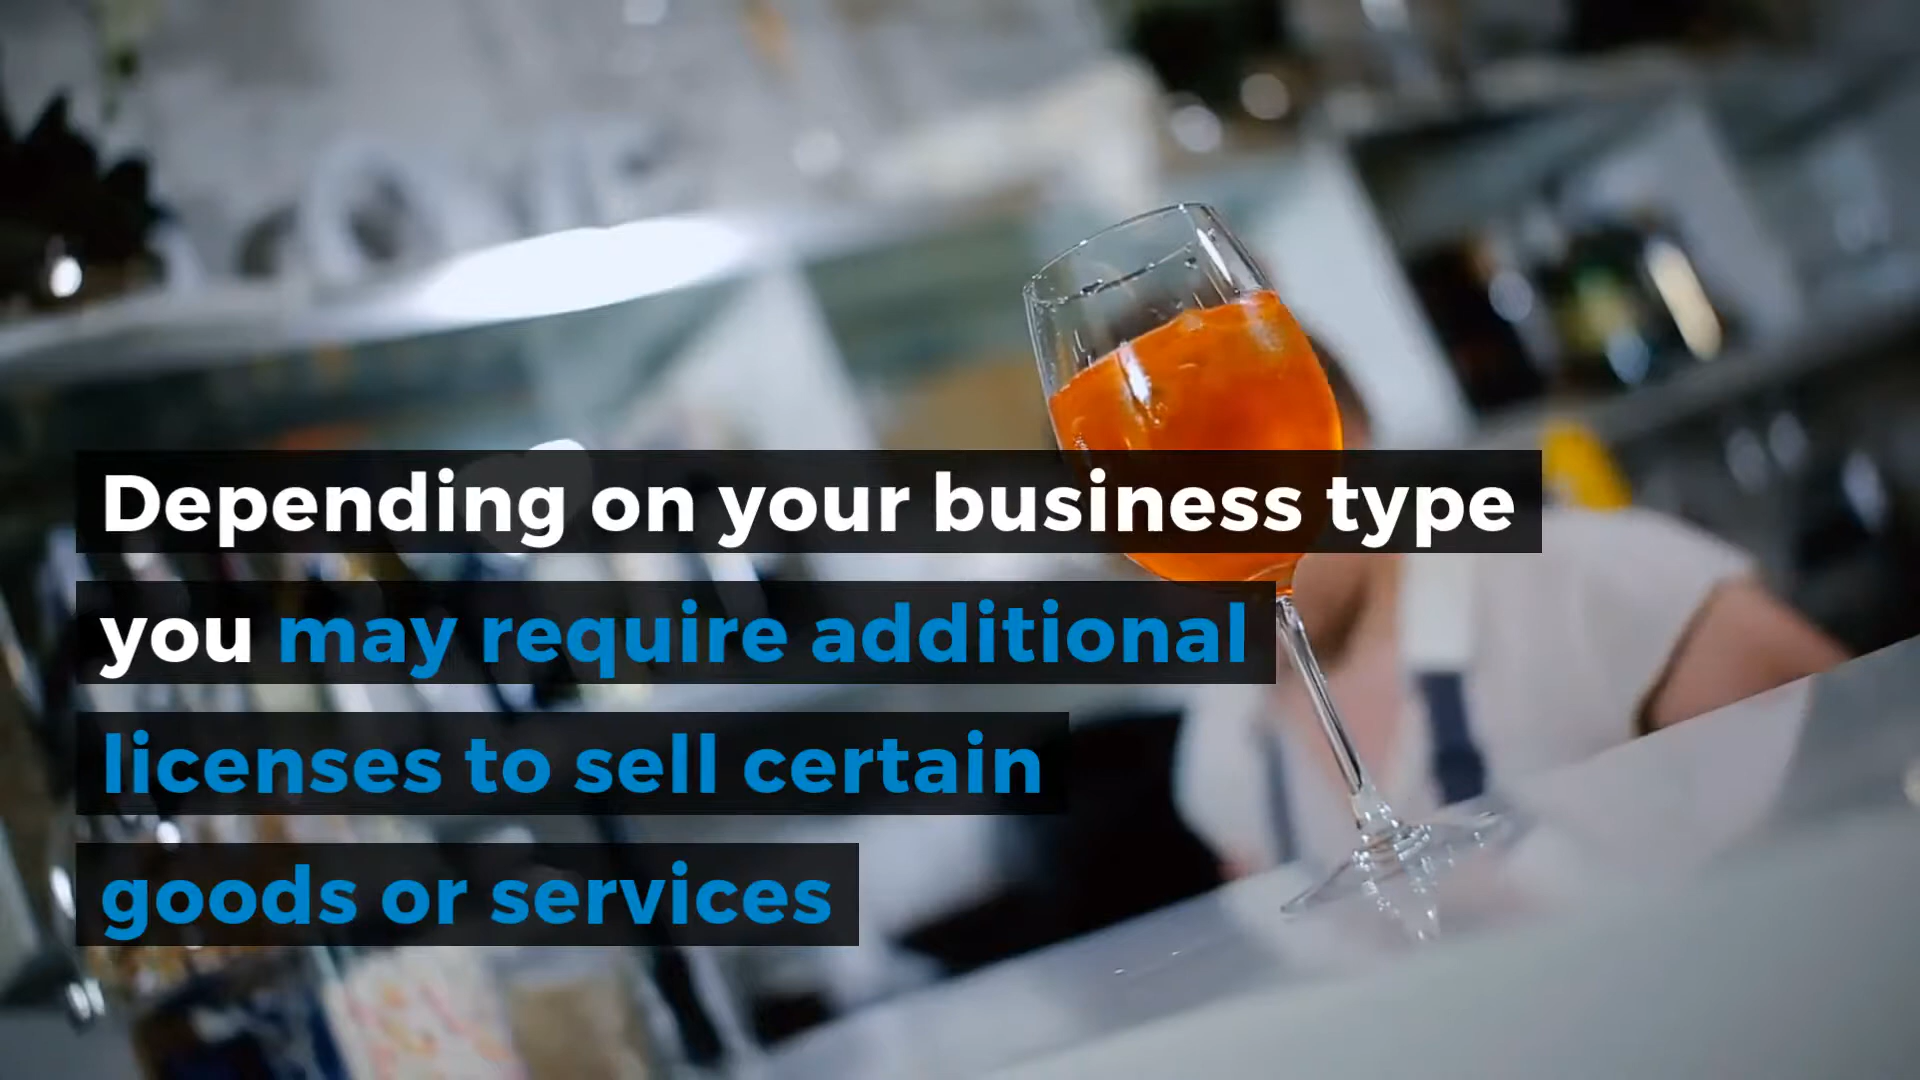 Depending on your business type
you may require additional
licenses to sell certain
goods or services